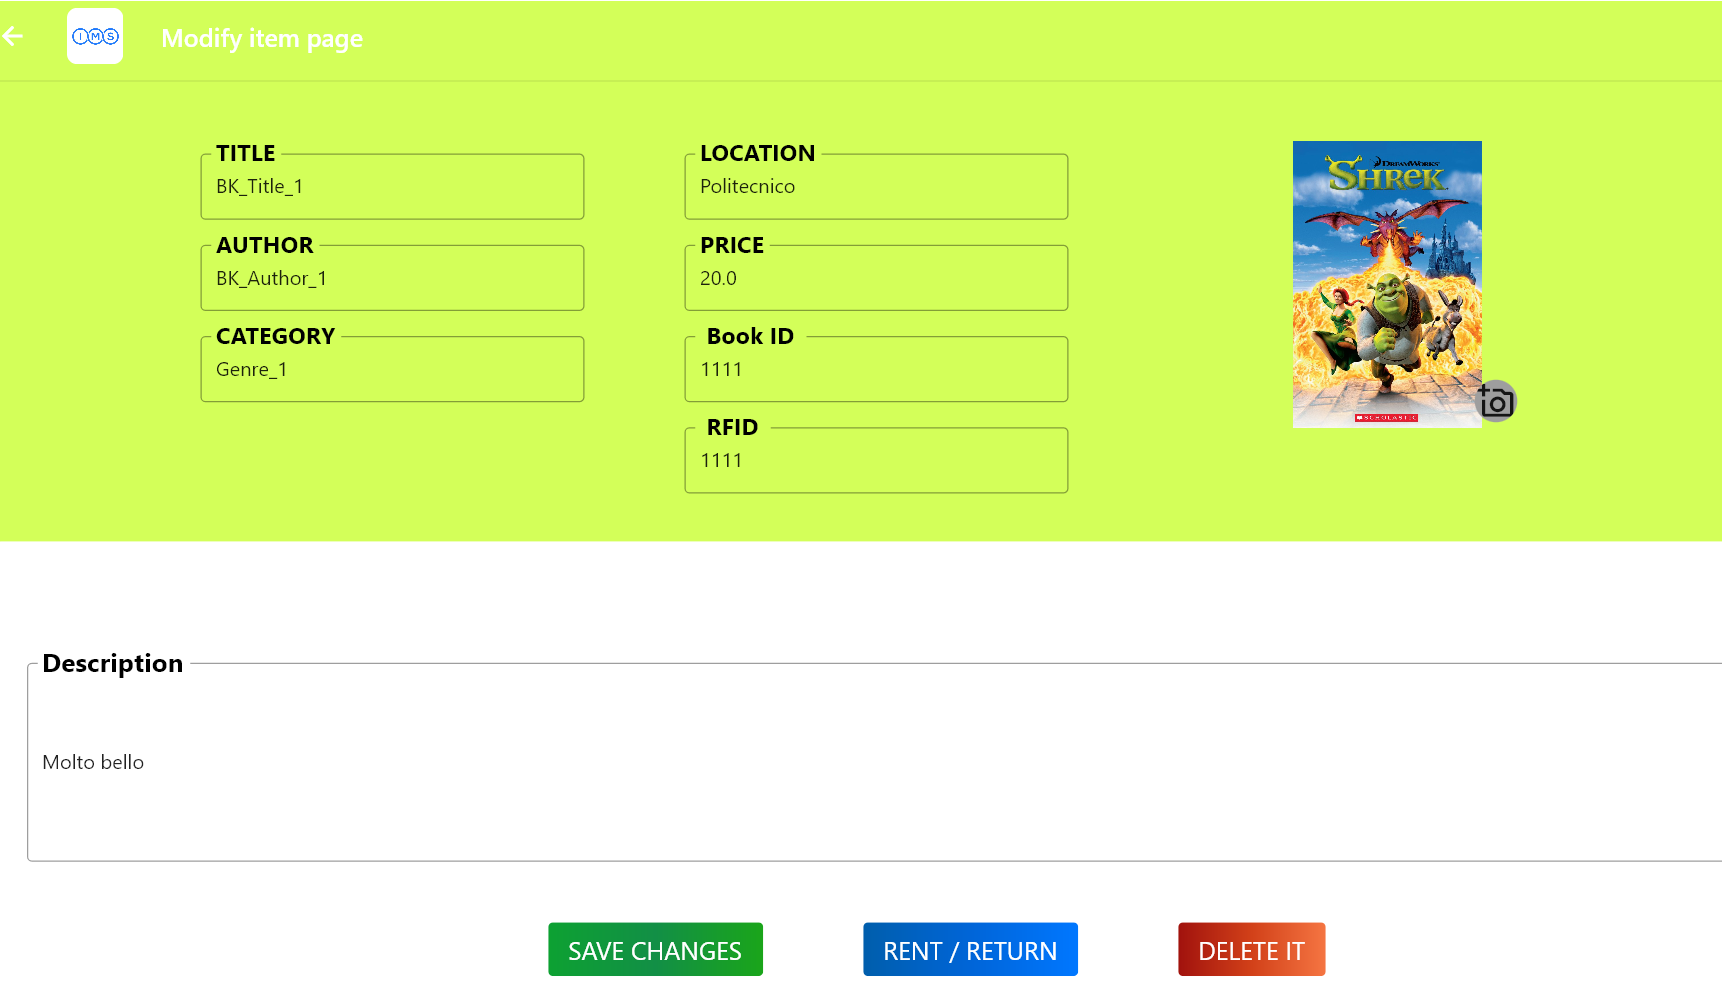 IMS
Modify item page
TITLE
BK_Title_1
AUTHOR
BK_Author_1
CATEGORY
Genre_1
LOCATION
Politecnico
PRICE
20.0
Book ID
1111
RFID
1111
DREAMWORKS
SHREK
SCHOLASTIC
Description
Molto bello
SAVE CHANGES
RENT / RETURN
DELETE IT